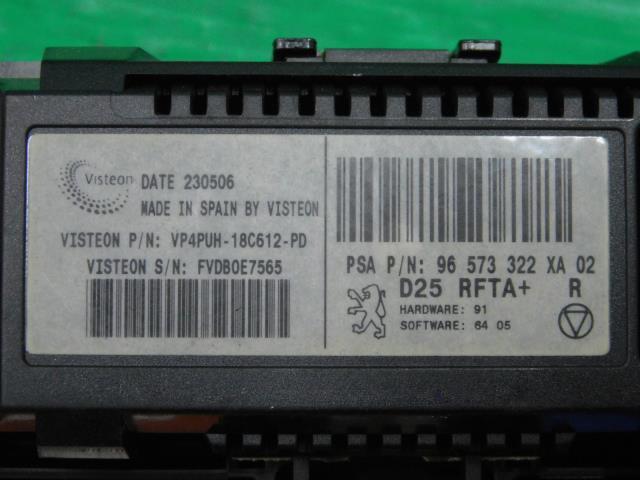 Visteon
DATE 230506
MADE IN SPAIN BY VISTEON
VISTEON P/N: VP4PUH-18C612-PD
VISTEON S/N: FVDB0E7565
PSA P/N: 96 573 322 XA 02
D25 RFTA+ R
HARDWARE: 91
SOFTWARE: 64 05